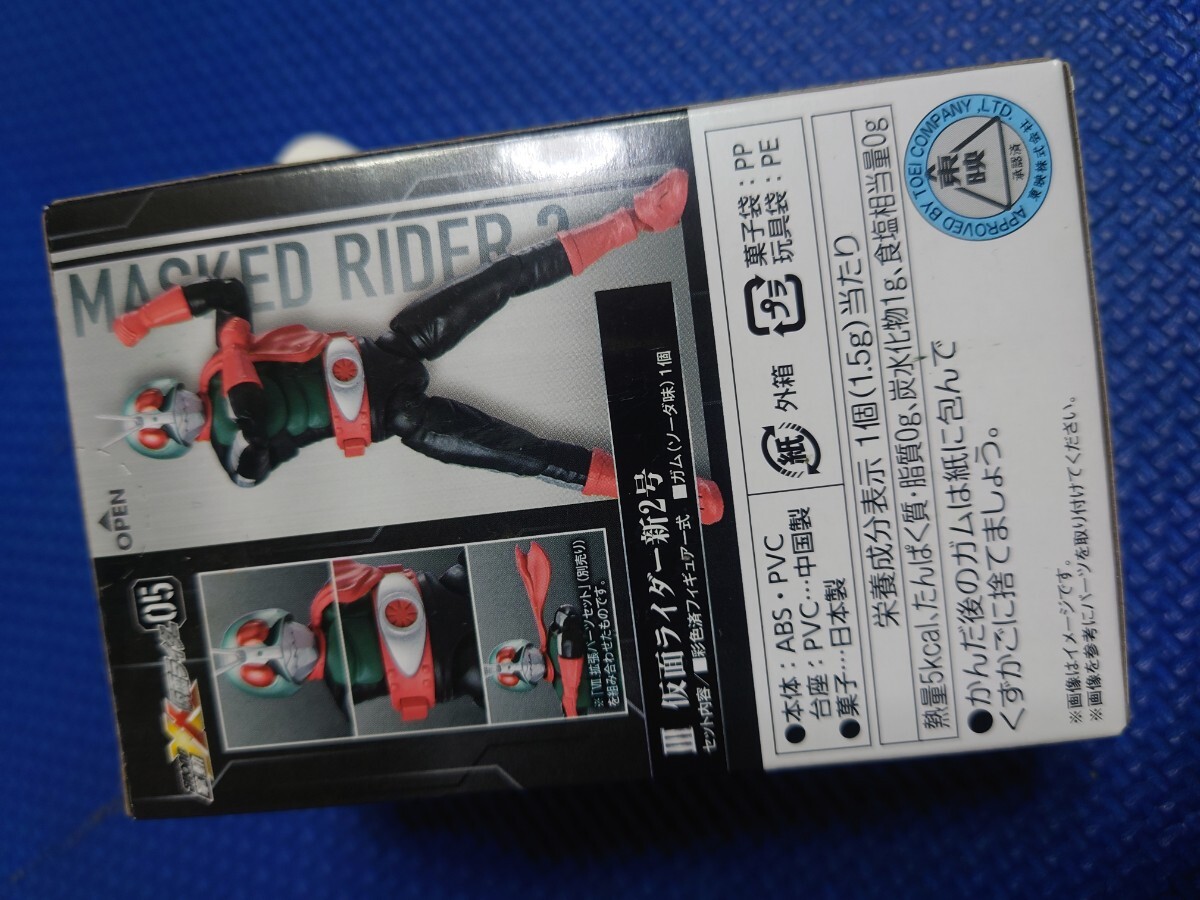 OPEN
MASKED RIDER 2
015
※「Ⅶ 拡張パーツセット」(別売り)
を組み合わせたものです。
Ⅲ 仮面ライダー新2号
セット内容/■彩色済フィギュア一式 ■ガム(ソーダ味)1個
●本体:ABS・PVC
台座:PVC…中国製
●菓子…日本製
紙 外箱
プラ 菓子袋:PP
玩具袋:PE
栄養成分表示 1個(1.5g)当たり
熱量5kcal、たんぱく質・脂質0g、炭水化物1g、食塩相当量0g
●かんだ後のガムは紙に包んで
くずかごに捨てましょう。
※画像はイメージです。
※画像を参考にパーツを取り付けてください。
APPROVED BY TOEI COMPANY ,LTD.
東映
承認済
東映株式会社